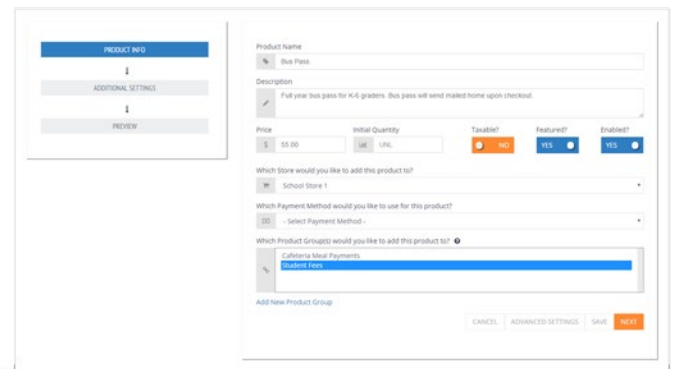 PRODUCT INFO
ADDITIONAL SETTINGS
PREVIEW
Product Name
Bus Pass
Description
Full year bus pass for K-6 graders. Bus pass will send mailed home upon checkout.
Price
Initial Quantity
Taxable?
Featured?
Enabled?
$ 55.00
UNL
NO
YES
YES
Which Store would you like to add this product to?
School Store 1
Which Payment Method would you like to use for this product?
- Select Payment Method -
Which Product Group(s) would you like to add this product to?
Cafeteria Meal Payments
Student Fees
Add New Product Group
CANCEL
ADVANCED SETTINGS
SAVE
NEXT